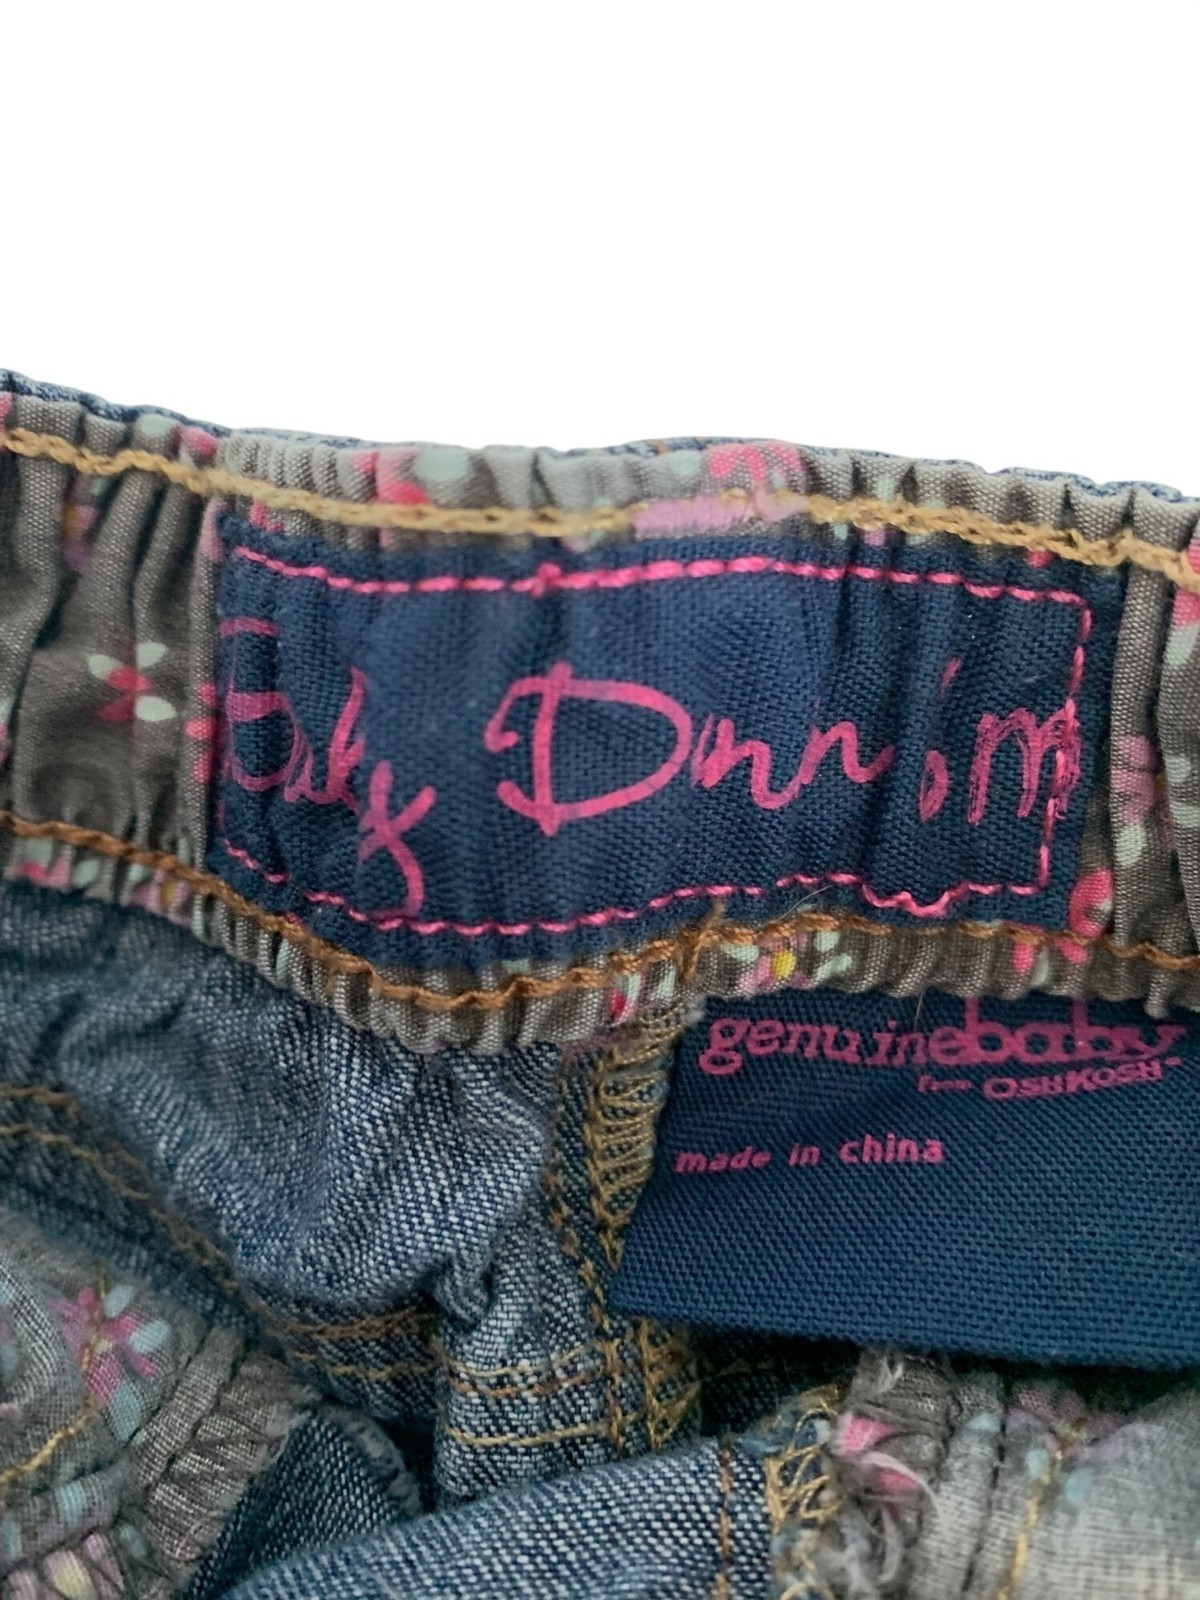 Baby Denim
genuinebaby
from OSHKOSH
made in china